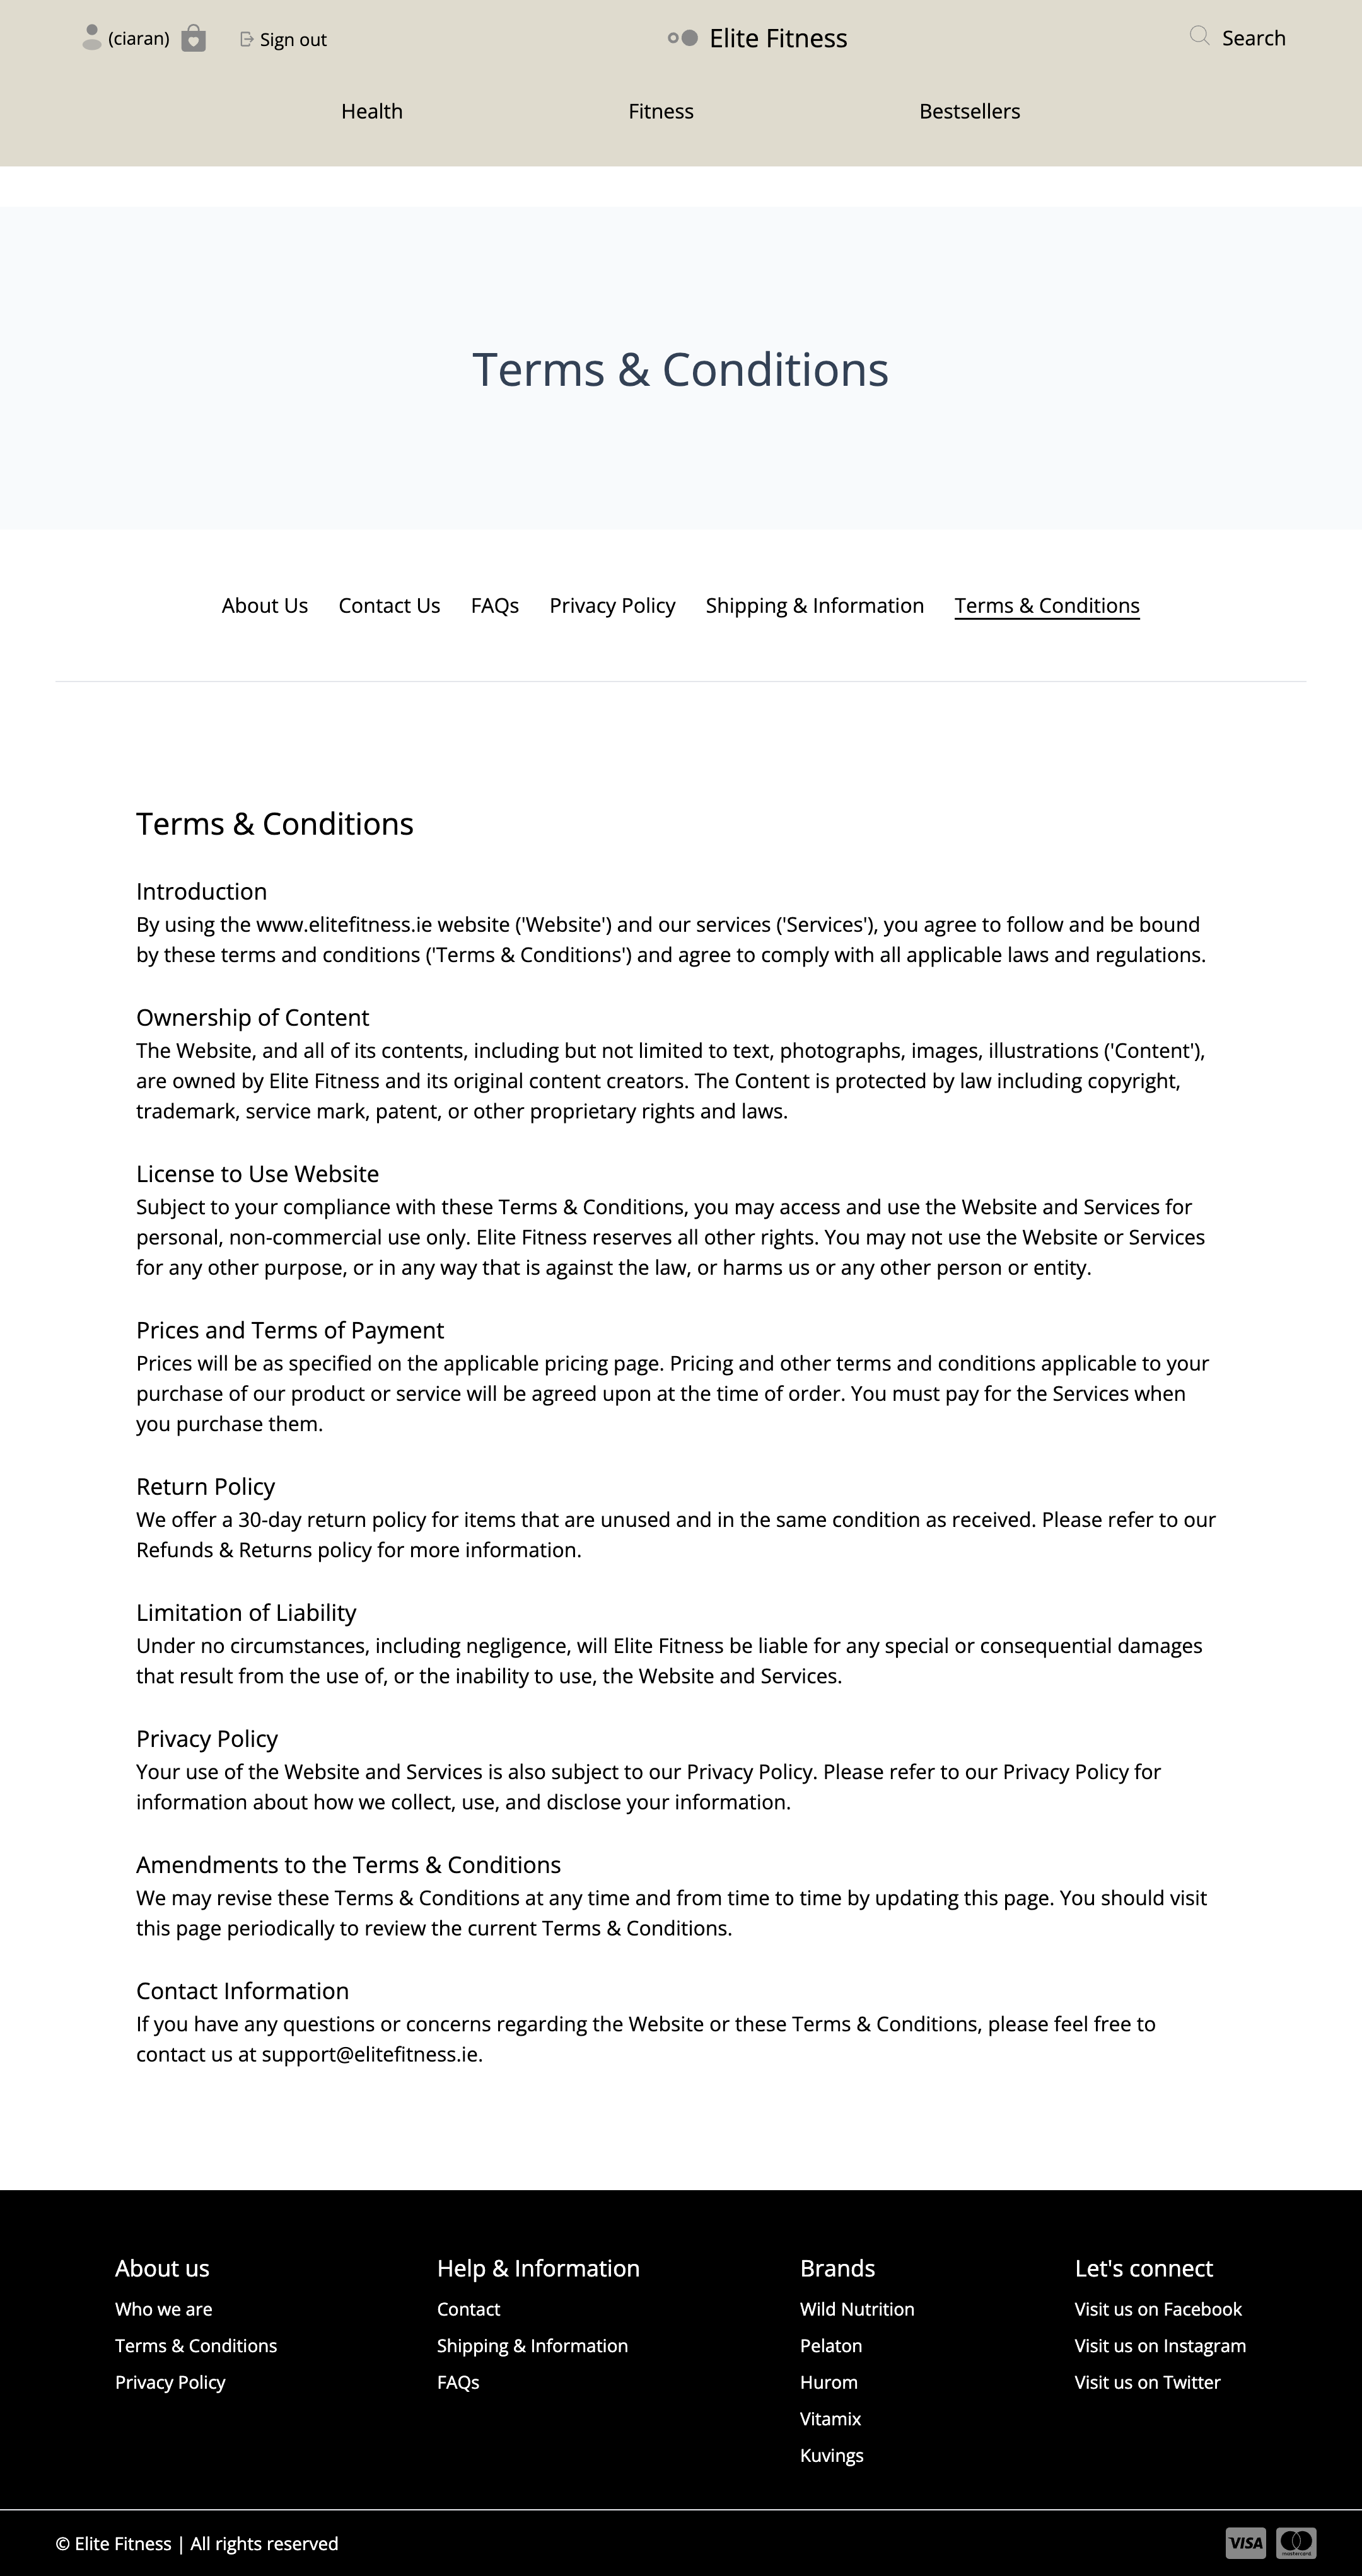 (ciaran)
Sign out
Elite Fitness
Search
Health
Fitness
Bestsellers
Terms & Conditions
About Us
Contact Us
FAQs
Privacy Policy
Shipping & Information
Terms & Conditions
Terms & Conditions
Introduction
By using the www.elitefitness.ie website ('Website') and our services ('Services'), you agree to follow and be bound
by these terms and conditions ('Terms & Conditions') and agree to comply with all applicable laws and regulations.
Ownership of Content
The Website, and all of its contents, including but not limited to text, photographs, images, illustrations ('Content'),
are owned by Elite Fitness and its original content creators. The Content is protected by law including copyright,
trademark, service mark, patent, or other proprietary rights and laws.
License to Use Website
Subject to your compliance with these Terms & Conditions, you may access and use the Website and Services for
personal, non-commercial use only. Elite Fitness reserves all other rights. You may not use the Website or Services
for any other purpose, or in any way that is against the law, or harms us or any other person or entity.
Prices and Terms of Payment
Prices will be as specified on the applicable pricing page. Pricing and other terms and conditions applicable to your
purchase of our product or service will be agreed upon at the time of order. You must pay for the Services when
you purchase them.
Return Policy
We offer a 30-day return policy for items that are unused and in the same condition as received. Please refer to our
Refunds & Returns policy for more information.
Limitation of Liability
Under no circumstances, including negligence, will Elite Fitness be liable for any special or consequential damages
that result from the use of, or the inability to use, the Website and Services.
Privacy Policy
Your use of the Website and Services is also subject to our Privacy Policy. Please refer to our Privacy Policy for
information about how we collect, use, and disclose your information.
Amendments to the Terms & Conditions
We may revise these Terms & Conditions at any time and from time to time by updating this page. You should visit
this page periodically to review the current Terms & Conditions.
Contact Information
If you have any questions or concerns regarding the Website or these Terms & Conditions, please feel free to
contact us at support@elitefitness.ie.
About us
Who we are
Terms & Conditions
Privacy Policy
Help & Information
Contact
Shipping & Information
FAQs
Brands
Wild Nutrition
Pelaton
Hurom
Vitamix
Kuvings
Let's connect
Visit us on Facebook
Visit us on Instagram
Visit us on Twitter
© Elite Fitness | All rights reserved
VISA
mastercard